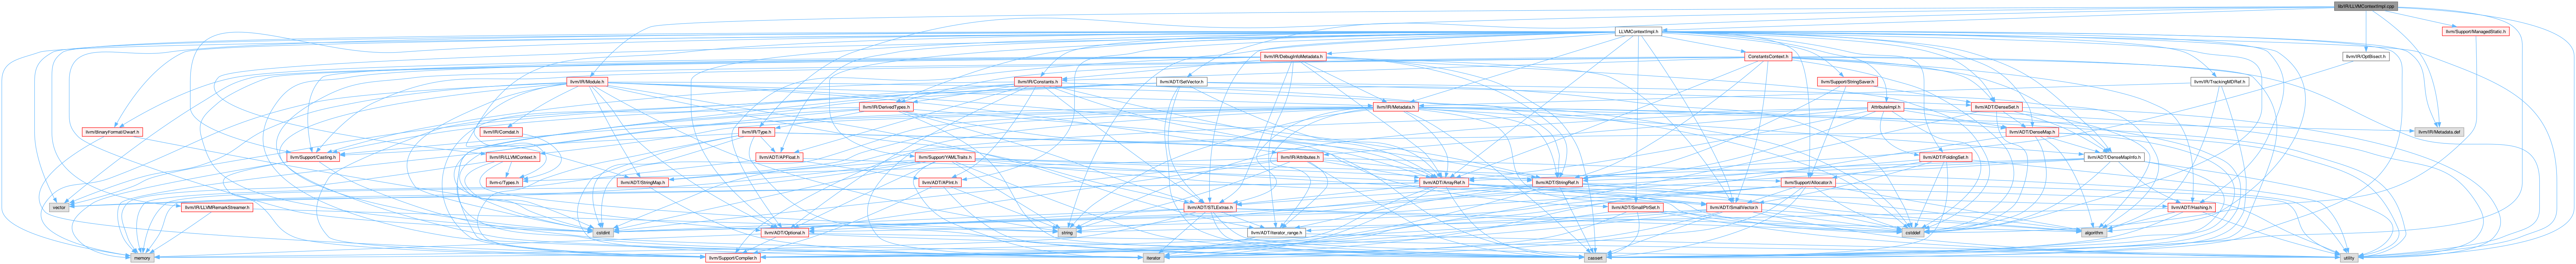 lib/IR/LLVMContextImpl.cpp
LLVMContextImpl.h
llvm/Support/ManagedStatic.h
llvm/IR/DebugInfoMetadata.h
ConstantsContext.h
llvm/IR/OptBisect.h
llvm/IR/Module.h
llvm/IR/Constants.h
llvm/ADT/SetVector.h
llvm/Support/StringSaver.h
llvm/IR/TrackingMDRef.h
llvm/IR/DerivedTypes.h
llvm/IR/Metadata.h
AttributeImpl.h
llvm/ADT/DenseSet.h
llvm/BinaryFormat/Dwarf.h
llvm/IR/Comdat.h
llvm/IR/Type.h
llvm/ADT/DenseMap.h
llvm/IR/Metadata.def
llvm/Support/Casting.h
llvm/IR/LLVMContext.h
llvm/ADT/APFloat.h
llvm/Support/YAMLTraits.h
llvm/IR/Attributes.h
llvm/ADT/FoldingSet.h
llvm/ADT/DenseMapInfo.h
llvm-c/Types.h
llvm/ADT/StringMap.h
llvm/ADT/APInt.h
llvm/ADT/ArrayRef.h
llvm/ADT/StringRef.h
llvm/Support/Allocator.h
vector
llvm/IR/LLVMRemarkStreamer.h
llvm/ADT/STLExtras.h
llvm/ADT/SmallPtrSet.h
llvm/ADT/SmallVector.h
llvm/ADT/Hashing.h
cstdint
llvm/ADT/Optional.h
string
llvm/ADT/iterator_range.h
cstddef
algorithm
memory
llvm/Support/Compiler.h
iterator
cassert
utility